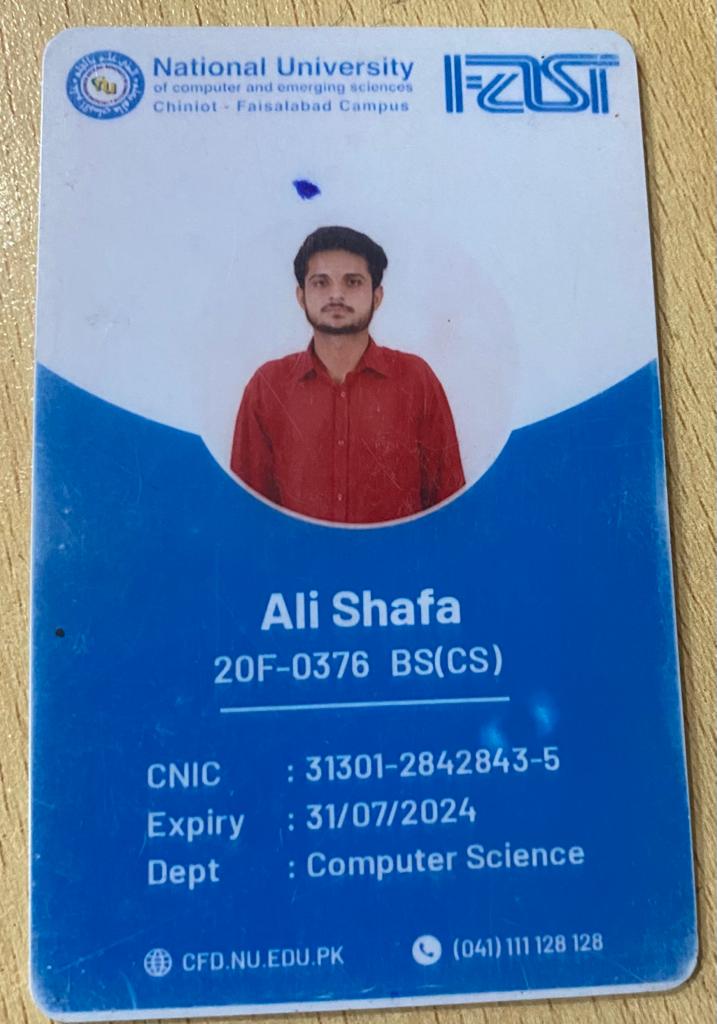 National University
of computer and emerging sciences
Chiniot - Faisalabad Campus
FAST
Ali Shafa
20F-0376 BS(CS)
CNIC : 31301-2842843-5
Expiry : 31/07/2024
Dept : Computer Science
CFD.NU.EDU.PK
(041) 111 128 128